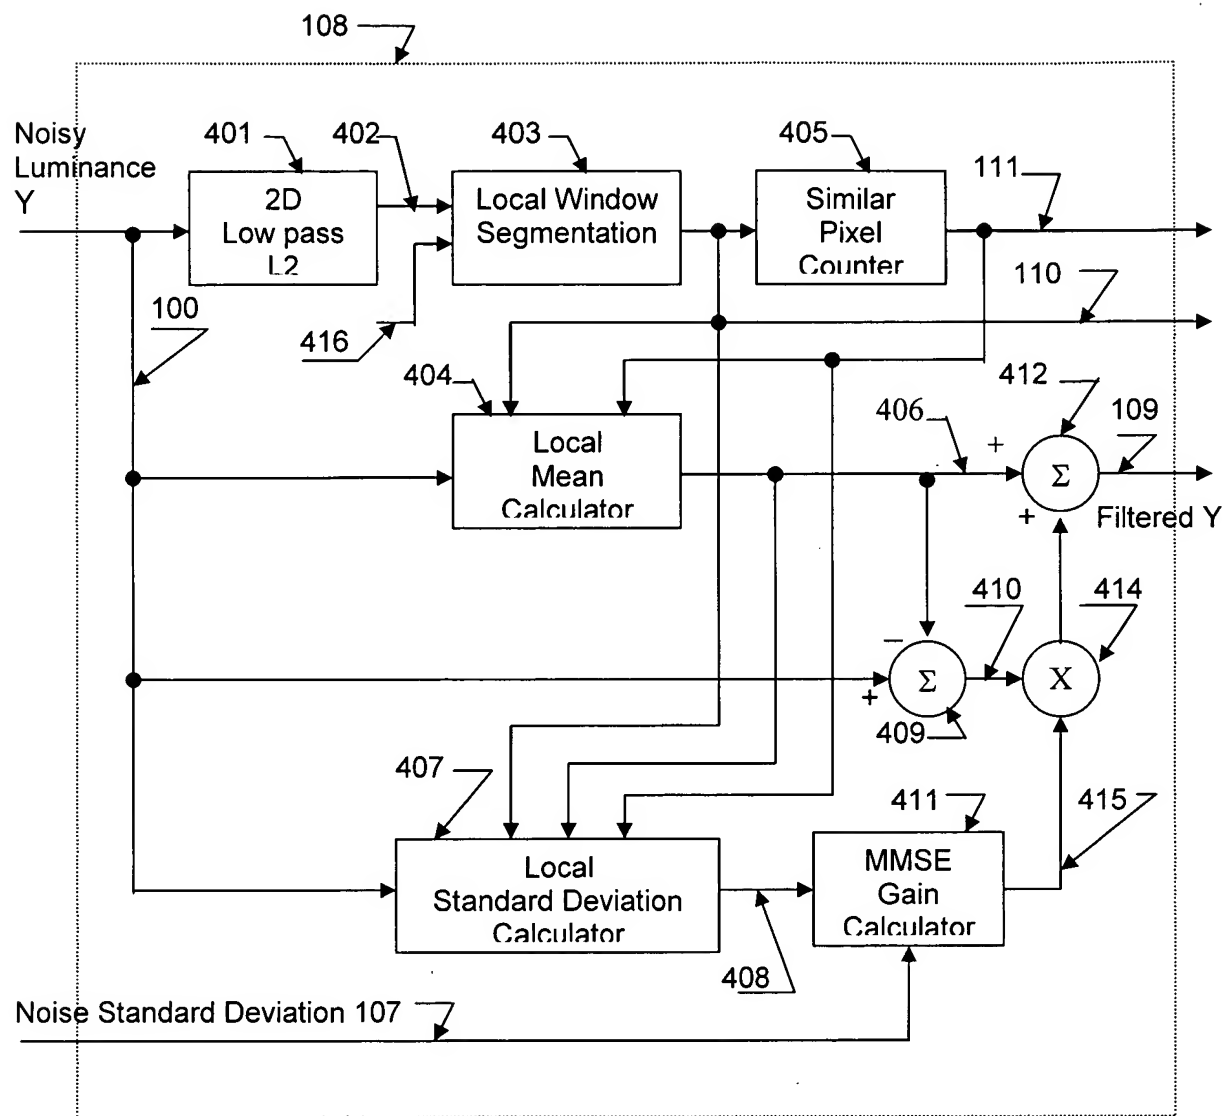 108
Noisy
Luminance
Y
401
402
403
405
111
2D
Low pass
L2
Local Window
Segmentation
Similar
Pixel
Counter
100
416
110
404
412
406
109
+
Local
Mean
Calculator
Σ
+
Filtered Y
410
414
−
Σ
X
+
409
407
411
415
Local
Standard Deviation
Calculator
MMSE
Gain
Calculator
408
Noise Standard Deviation 107